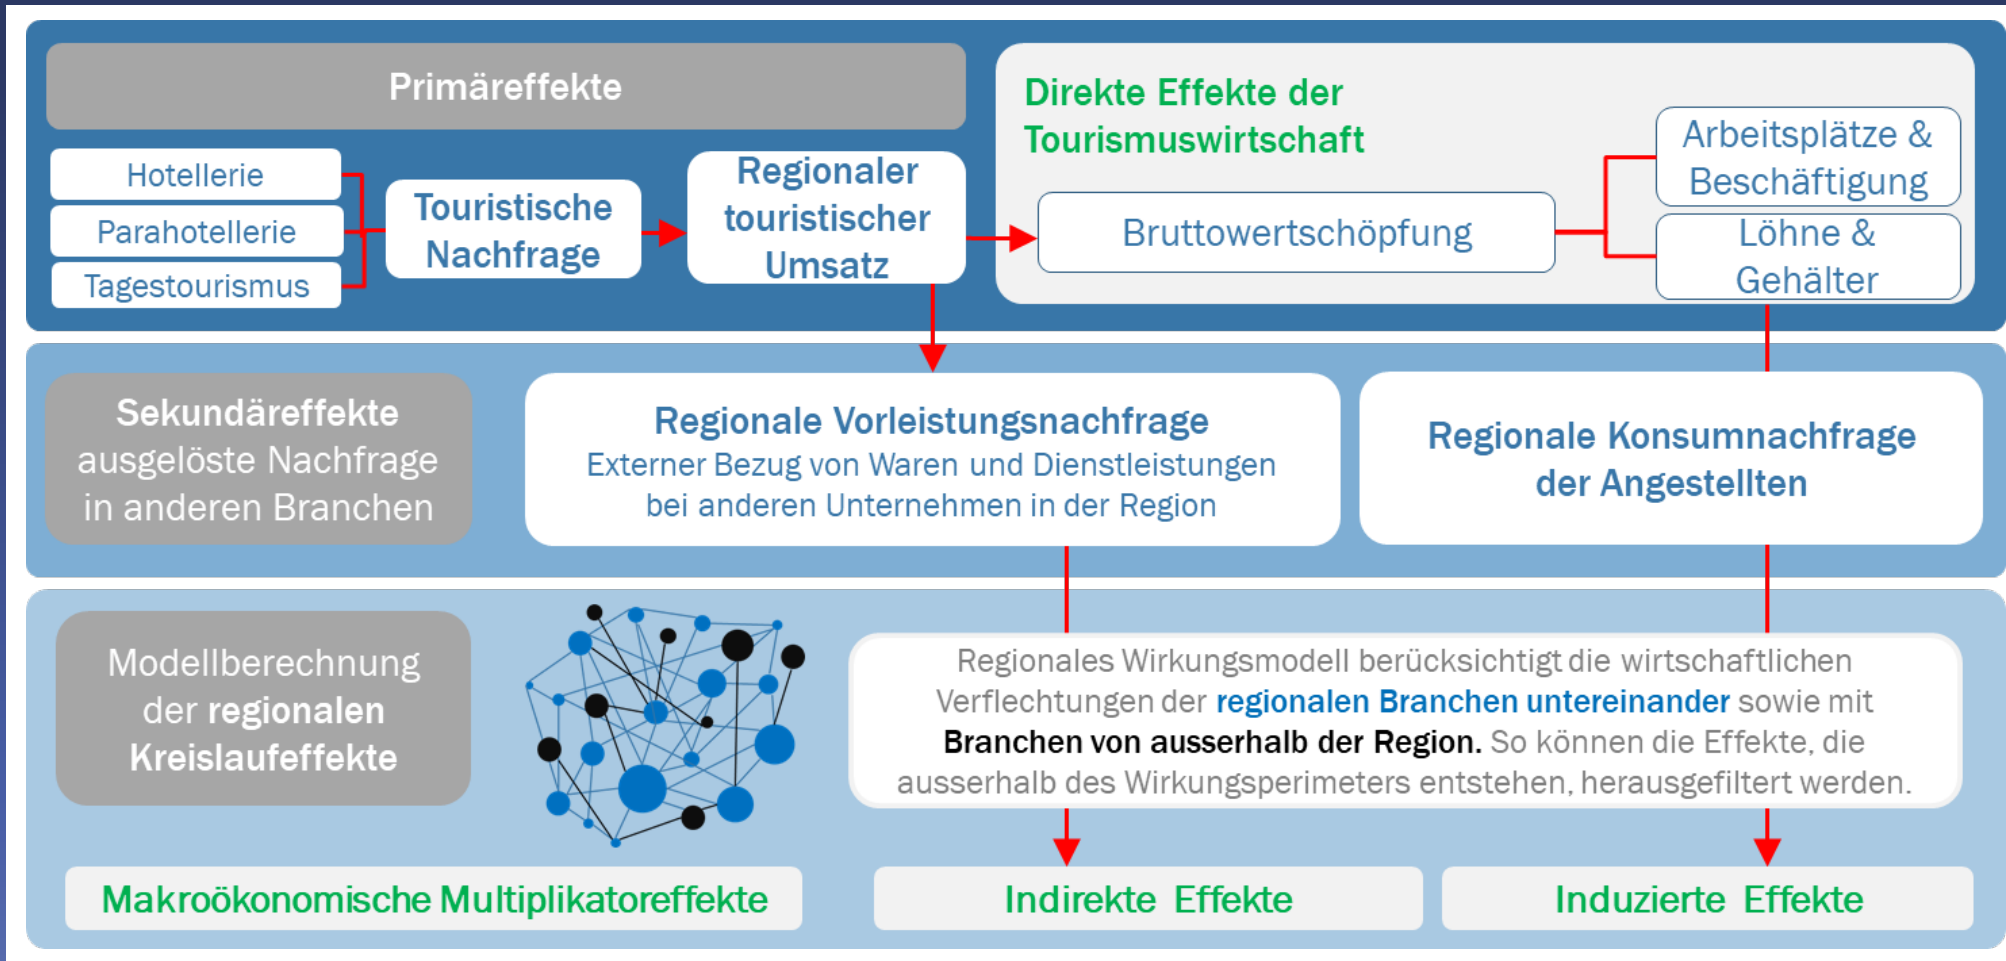 Primäreffekte
Hotellerie
Parahotellerie
Tagestourismus
Touristische
Nachfrage
Regionaler
touristischer
Umsatz
Direkte Effekte der
Tourismuswirtschaft
Bruttowertschöpfung
Arbeitsplätze &
Beschäftigung
Löhne &
Gehälter
Sekundäreffekte
ausgelöste Nachfrage
in anderen Branchen
Regionale Vorleistungsnachfrage
Externer Bezug von Waren und Dienstleistungen
bei anderen Unternehmen in der Region
Regionale Konsumnachfrage
der Angestellten
Modellberechnung
der regionalen
Kreislaufeffekte
Regionales Wirkungsmodell berücksichtigt die wirtschaftlichen
Verflechtungen der regionalen Branchen untereinander sowie mit
Branchen von ausserhalb der Region. So können die Effekte, die
ausserhalb des Wirkungsperimeters entstehen, herausgefiltert werden.
Makroökonomische Multiplikatoreffekte
Indirekte Effekte
Induzierte Effekte